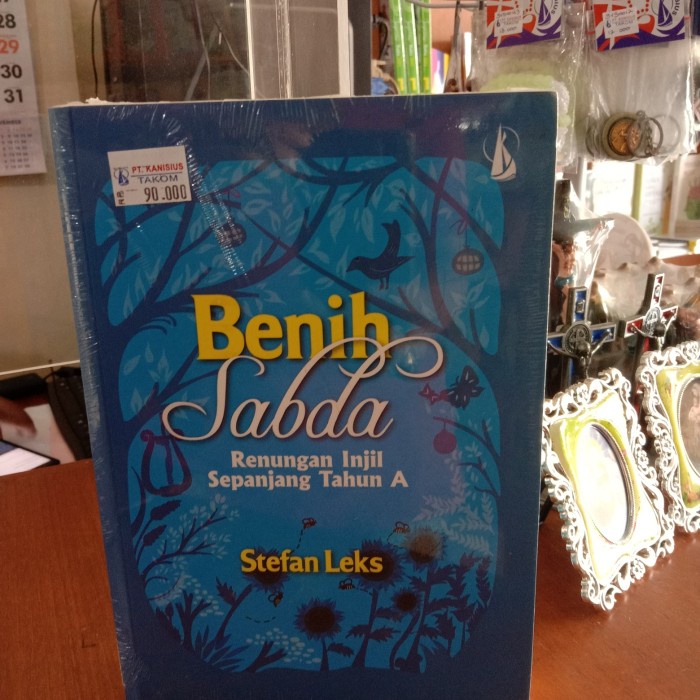 28
29
30
31
PT. KANISIUS
TAKOM
90.000
Benih
Sabda
Renungan Injil
Sepanjang Tahun A
Stefan Leks